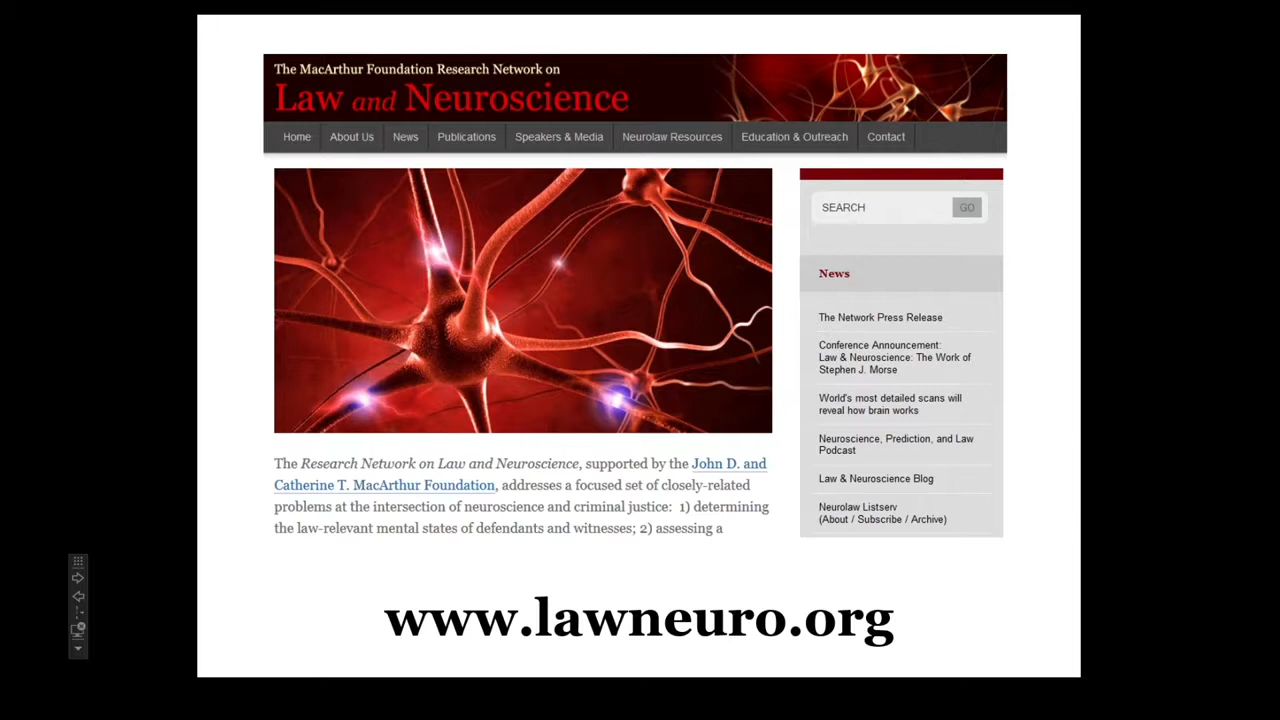 The MacArthur Foundation Research Network on
Law and Neuroscience
Home
About Us
News
Publications
Speakers & Media
Neurolaw Resources
Education & Outreach
Contact
SEARCH
GO
News
The Network Press Release
Conference Announcement:
Law & Neuroscience: The Work of
Stephen J. Morse
World's most detailed scans will
reveal how brain works
Neuroscience, Prediction, and Law
Podcast
Law & Neuroscience Blog
Neurolaw Listserv
(About / Subscribe / Archive)
The Research Network on Law and Neuroscience, supported by the John D. and
Catherine T. MacArthur Foundation, addresses a focused set of closely-related
problems at the intersection of neuroscience and criminal justice: 1) determining
the law-relevant mental states of defendants and witnesses; 2) assessing a
www.lawneuro.org